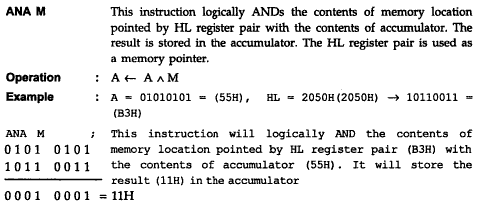 ANA M This instruction logically ANDs the contents of memory location
pointed by HL register pair with the contents of accumulator. The
result is stored in the accumulator. The HL register pair is used as
a memory pointer.
Operation : A ← A ∧ M
Example : A = 01010101 = (55H), HL = 2050H(2050H) → 10110011 =
(B3H)
ANA M ; This instruction will logically AND the contents of
0101 0101 memory location pointed by HL register pair (B3H) with
1011 0011 the contents of accumulator (55H). It will store the
result (11H) in the accumulator
0001 0001 = 11H